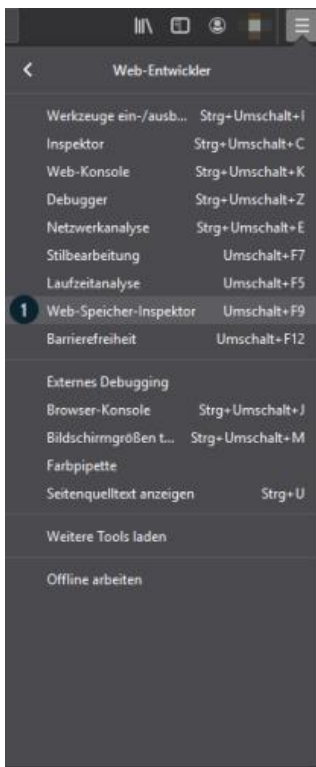 Web-Entwickler
Werkzeuge ein-/ausb... Strg+Umschalt+I
Inspektor Strg+Umschalt+C
Web-Konsole Strg+Umschalt+K
Debugger Strg+Umschalt+Z
Netzwerkanalyse Strg+Umschalt+E
Stilbearbeitung Umschalt+F7
Laufzeitanalyse Umschalt+F5
1 Web-Speicher-Inspektor Umschalt+F9
Barrierefreiheit Umschalt+F12
Externes Debugging
Browser-Konsole Strg+Umschalt+J
Bildschirmgrößen t... Strg+Umschalt+M
Farbpipette
Seitenquelltext anzeigen Strg+U
Weitere Tools laden
Offline arbeiten